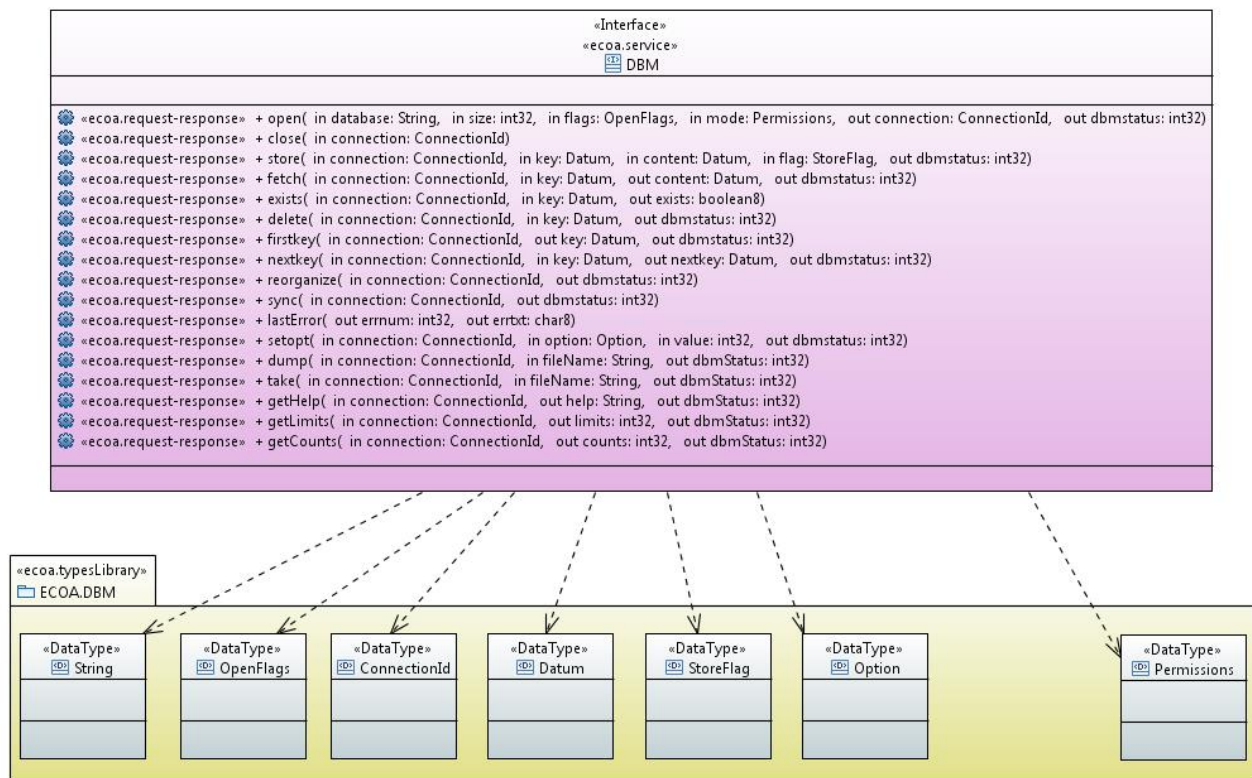 «Interface»
«ecoa.service»
DBM
«ecoa.request-response» + open( in database: String, in size: int32, in flags: OpenFlags, in mode: Permissions, out connection: ConnectionId, out dbmstatus: int32)
«ecoa.request-response» + close( in connection: ConnectionId)
«ecoa.request-response» + store( in connection: ConnectionId, in key: Datum, in content: Datum, in flag: StoreFlag, out dbmstatus: int32)
«ecoa.request-response» + fetch( in connection: ConnectionId, in key: Datum, out content: Datum, out dbmstatus: int32)
«ecoa.request-response» + exists( in connection: ConnectionId, in key: Datum, out exists: boolean8)
«ecoa.request-response» + delete( in connection: ConnectionId, in key: Datum, out dbmstatus: int32)
«ecoa.request-response» + firstkey( in connection: ConnectionId, out key: Datum, out dbmstatus: int32)
«ecoa.request-response» + nextkey( in connection: ConnectionId, in key: Datum, out nextkey: Datum, out dbmstatus: int32)
«ecoa.request-response» + reorganize( in connection: ConnectionId, out dbmstatus: int32)
«ecoa.request-response» + sync( in connection: ConnectionId, out dbmstatus: int32)
«ecoa.request-response» + lastError( out errnum: int32, out errtxt: char8)
«ecoa.request-response» + setopt( in connection: ConnectionId, in option: Option, in value: int32, out dbmstatus: int32)
«ecoa.request-response» + dump( in connection: ConnectionId, in fileName: String, out dbmStatus: int32)
«ecoa.request-response» + take( in connection: ConnectionId, in fileName: String, out dbmStatus: int32)
«ecoa.request-response» + getHelp( in connection: ConnectionId, out help: String, out dbmStatus: int32)
«ecoa.request-response» + getLimits( in connection: ConnectionId, out limits: int32, out dbmStatus: int32)
«ecoa.request-response» + getCounts( in connection: ConnectionId, out counts: int32, out dbmStatus: int32)
«ecoa.typesLibrary»
ECOA.DBM
«DataType»
String
«DataType»
OpenFlags
«DataType»
ConnectionId
«DataType»
Datum
«DataType»
StoreFlag
«DataType»
Option
«DataType»
Permissions